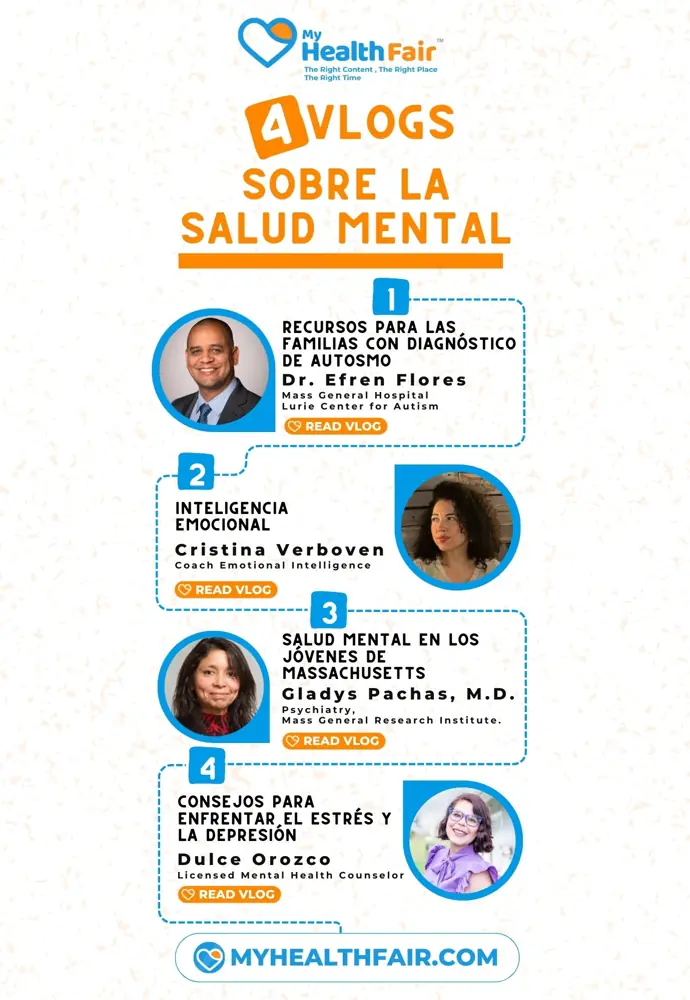 My
Health Fair™
The Right Content , The Right Place
The Right Time
4 VLOGS
SOBRE LA
SALUD MENTAL
1
RECURSOS PARA LAS
FAMILIAS CON DIAGNÓSTICO
DE AUTOSMO
Dr. Efren Flores
Mass General Hospital
Lurie Center for Autism
READ VLOG
2
INTELIGENCIA
EMOCIONAL
Cristina Verboven
Coach Emotional Intelligence
READ VLOG
3
SALUD MENTAL EN LOS
JÓVENES DE
MASSACHUSETTS
Gladys Pachas, M.D.
Psychiatry,
Mass General Research Institute.
READ VLOG
4
CONSEJOS PARA
ENFRENTAR EL ESTRÉS Y
LA DEPRESIÓN
Dulce Orozco
Licensed Mental Health Counselor
READ VLOG
MYHEALTHFAIR.COM